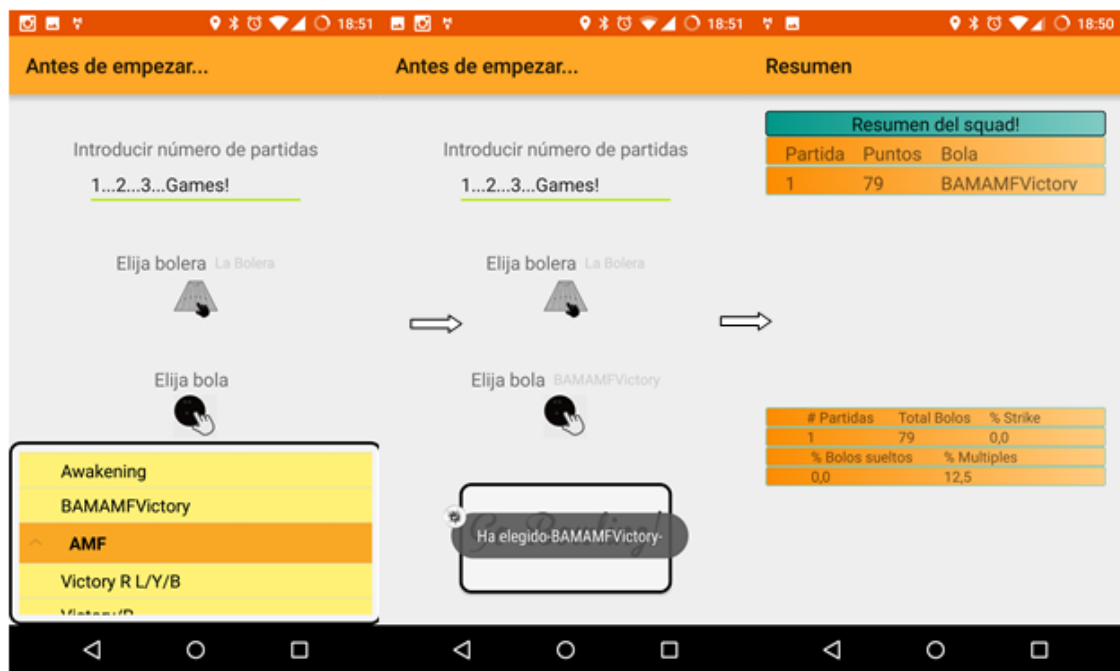 18:51
Antes de empezar...
Introducir número de partidas
1...2...3...Games!
Elija bolera La Bolera
Elija bola
Awakening
BAMAMFVictory
AMF
Victory R L/Y/B
18:51
Antes de empezar...
Introducir número de partidas
1...2...3...Games!
Elija bolera La Bolera
Elija bola BAMAMFVictory
Ha elegido-BAMAMFVictory-
18:50
Resumen
Resumen del squad!
Partida Puntos Bola
1 79 BAMAMFVictory
# Partidas Total Bolos % Strike
1 79 0,0
% Bolos sueltos % Multiples
0,0 12,5